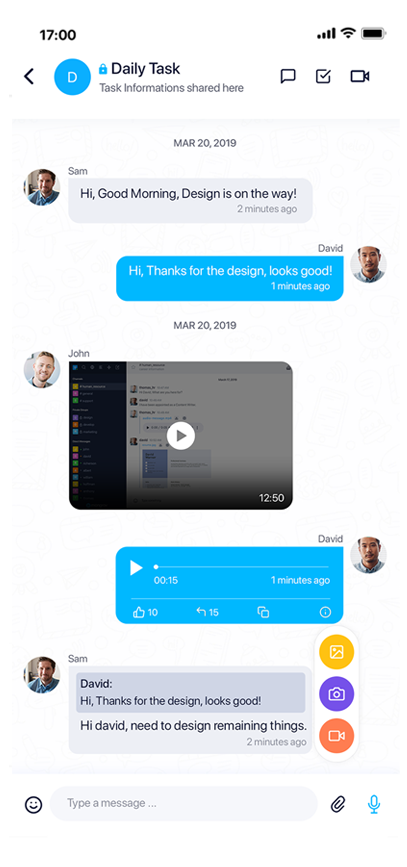 17:00
D
Daily Task
Task Informations shared here
MAR 20, 2019
Sam
Hi, Good Morning, Design is on the way!
2 minutes ago
David
Hi, Thanks for the design, looks good!
1 minutes ago
MAR 20, 2019
John
12:50
David
00:15
1 minutes ago
10
15
Sam
David:
Hi, Thanks for the design, looks good!
Hi david, need to design remaining things.
2 minutes ago
Type a message ...